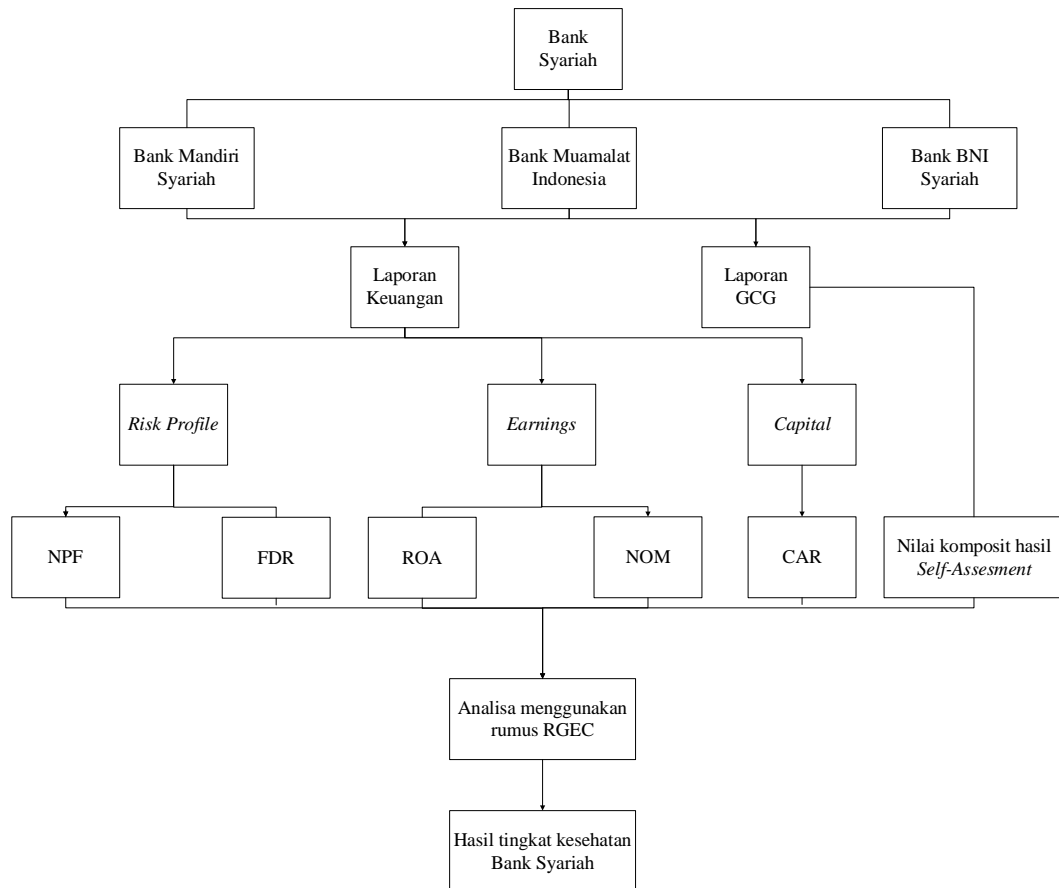 Bank
Syariah
Bank Mandiri
Syariah
Bank Muamalat
Indonesia
Bank BNI
Syariah
Laporan
Keuangan
Laporan
GCG
Risk Profile
Earnings
Capital
NPF
FDR
ROA
NOM
CAR
Nilai komposit hasil
Self-Assesment
Analisa menggunakan
rumus RGEC
Hasil tingkat kesehatan
Bank Syariah